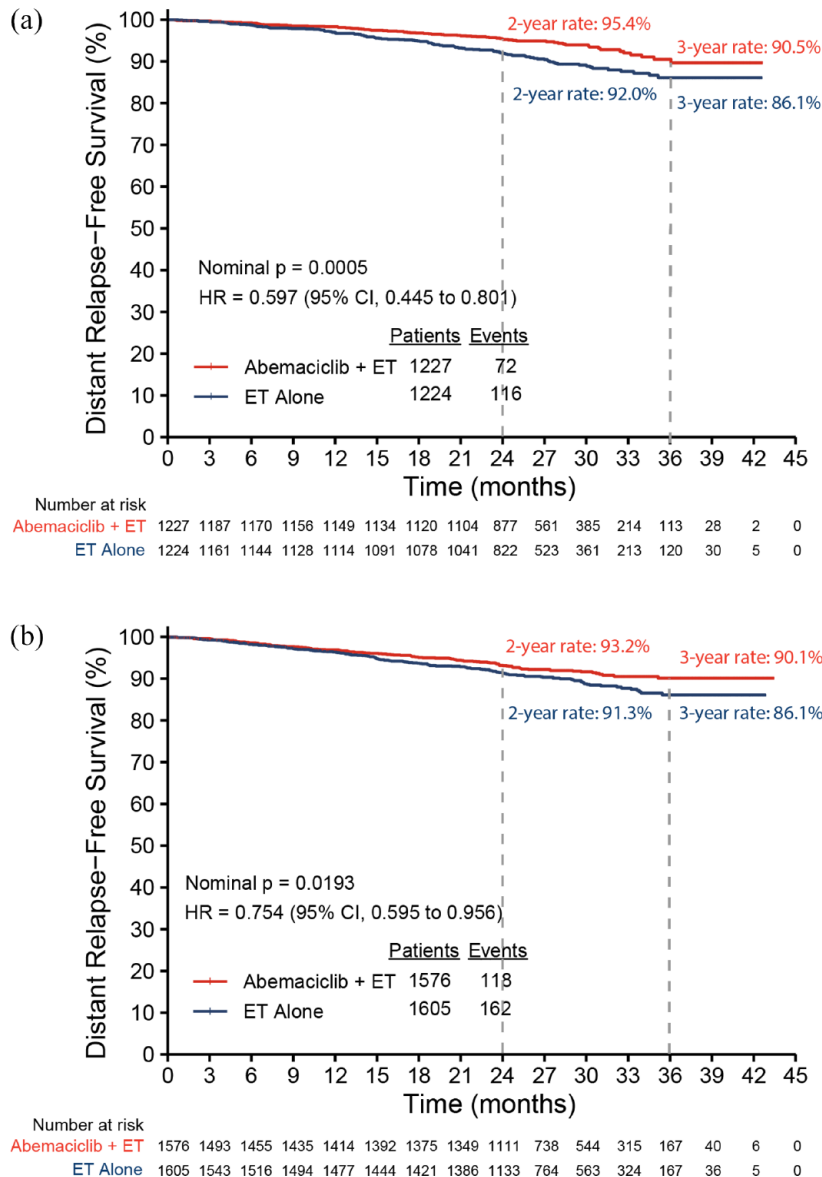 (a)
Distant Relapse-Free Survival (%)
100
90
80
70
60
50
40
30
20
10
0
2-year rate: 95.4%
3-year rate: 90.5%
2-year rate: 92.0%
3-year rate: 86.1%
Nominal p = 0.0005
HR = 0.597 (95% CI, 0.445 to 0.801)
Patients Events
Abemaciclib + ET 1227 72
ET Alone 1224 116
0 3 6 9 12 15 18 21 24 27 30 33 36 39 42 45
Time (months)
Number at risk
Abemaciclib + ET 1227 1187 1170 1156 1149 1134 1120 1104 877 561 385 214 113 28 2 0
ET Alone 1224 1161 1144 1128 1114 1091 1078 1041 822 523 361 213 120 30 5 0
(b)
Distant Relapse-Free Survival (%)
100
90
80
70
60
50
40
30
20
10
0
2-year rate: 93.2%
3-year rate: 90.1%
2-year rate: 91.3%
3-year rate: 86.1%
Nominal p = 0.0193
HR = 0.754 (95% CI, 0.595 to 0.956)
Patients Events
Abemaciclib + ET 1576 118
ET Alone 1605 162
0 3 6 9 12 15 18 21 24 27 30 33 36 39 42 45
Time (months)
Number at risk
Abemaciclib + ET 1576 1493 1455 1435 1414 1392 1375 1349 1111 738 544 315 167 40 6 0
ET Alone 1605 1543 1516 1494 1477 1444 1421 1386 1133 764 563 324 167 36 5 0